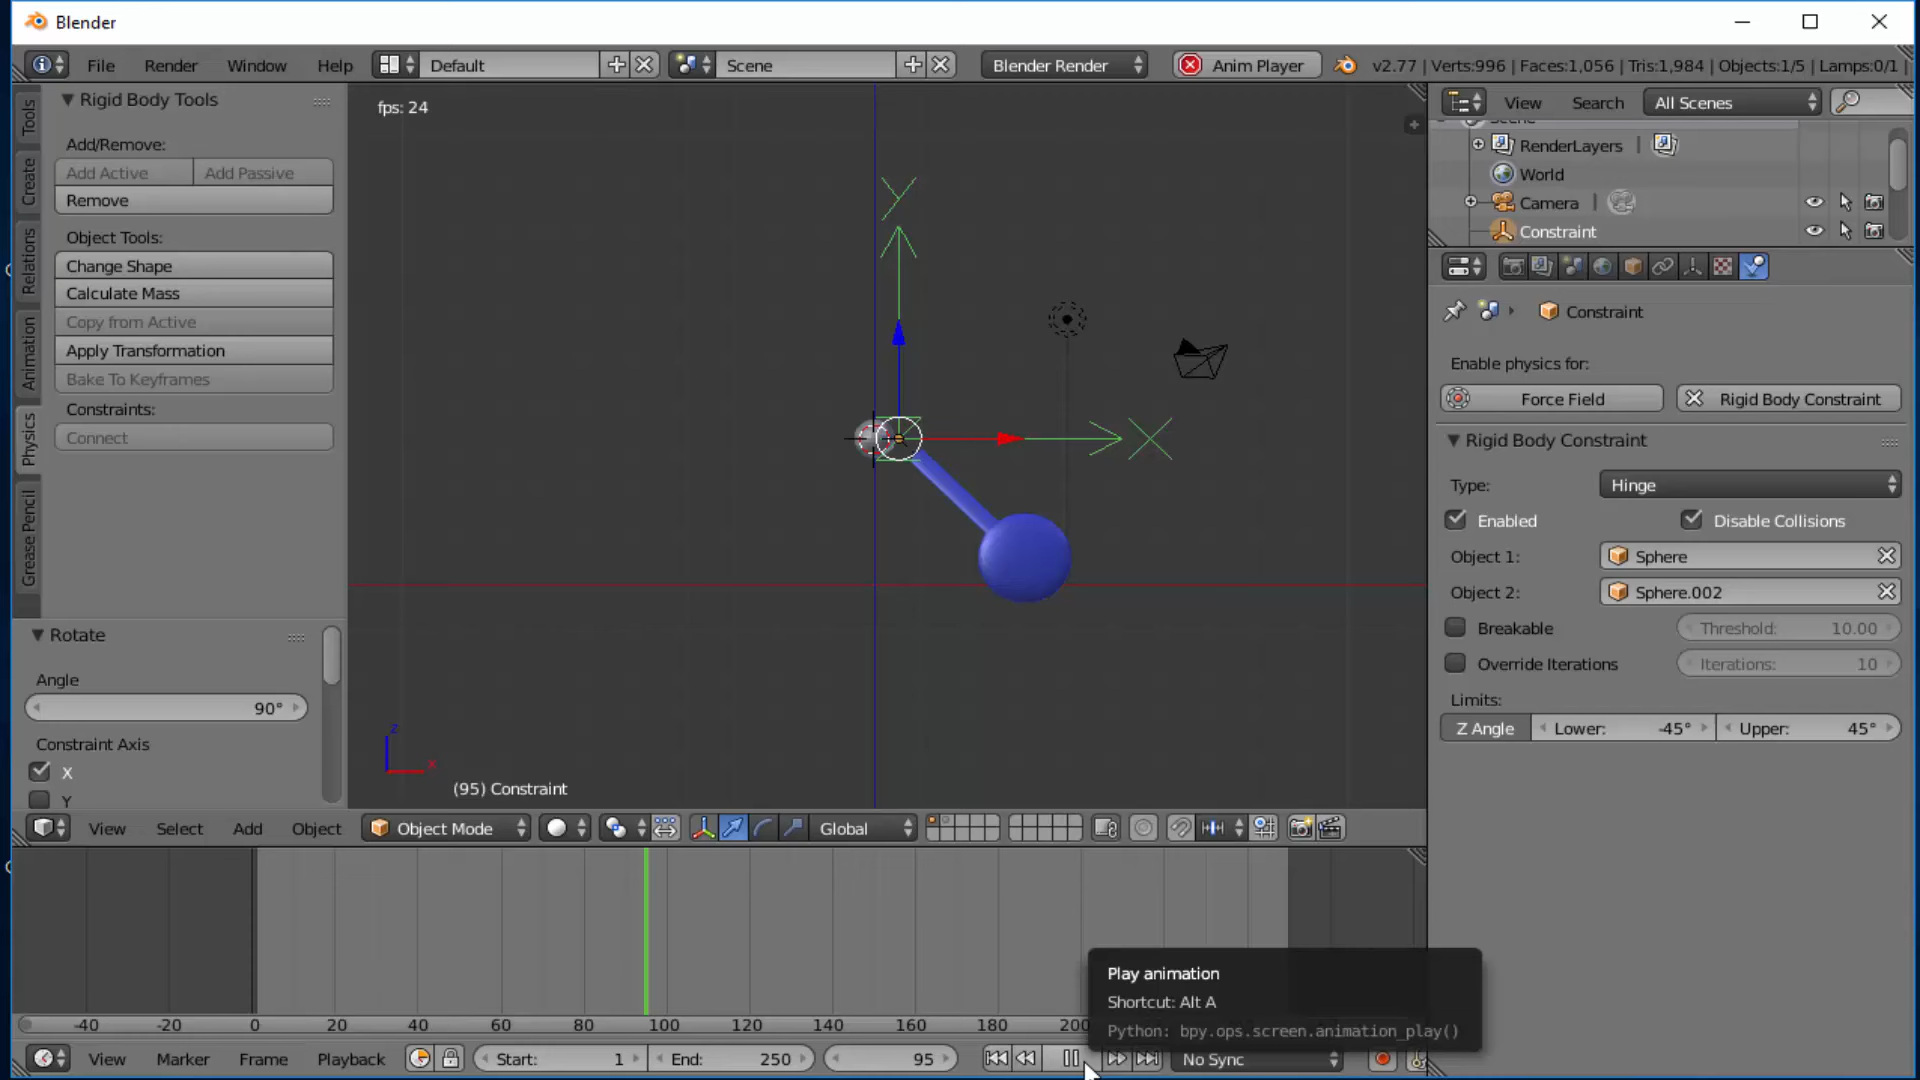 Blender
File Render Window Help Default Scene Blender Render Anim Player v2.77 | Verts:996 | Faces:1,056 | Tris:1,984 | Objects:1/5 | Lamps:0/1 |
Tools
Create
Relations
Animation
Physics
Grease Pencil
Rigid Body Tools
Add/Remove:
Add Active Add Passive
Remove
Object Tools:
Change Shape
Calculate Mass
Copy from Active
Apply Transformation
Bake To Keyframes
Constraints:
Connect
Rotate
Angle
90°
Constraint Axis
X
Y
fps: 24
Y
X
z
x
(95) Constraint
View Select Add Object Object Mode Global
-40 -20 0 20 40 60 80 100 120 140 160 180 200
Play animation
Shortcut: Alt A
Python: bpy.ops.screen.animation_play()
View Marker Frame Playback Start: 1 End: 250 95 No Sync
View Search All Scenes
Scene
RenderLayers |
World
Camera |
Constraint
Constraint
Enable physics for:
Force Field Rigid Body Constraint
Rigid Body Constraint
Type: Hinge
Enabled Disable Collisions
Object 1: Sphere
Object 2: Sphere.002
Breakable Threshold: 10.00
Override Iterations Iterations: 10
Limits:
Z Angle Lower: -45° Upper: 45°